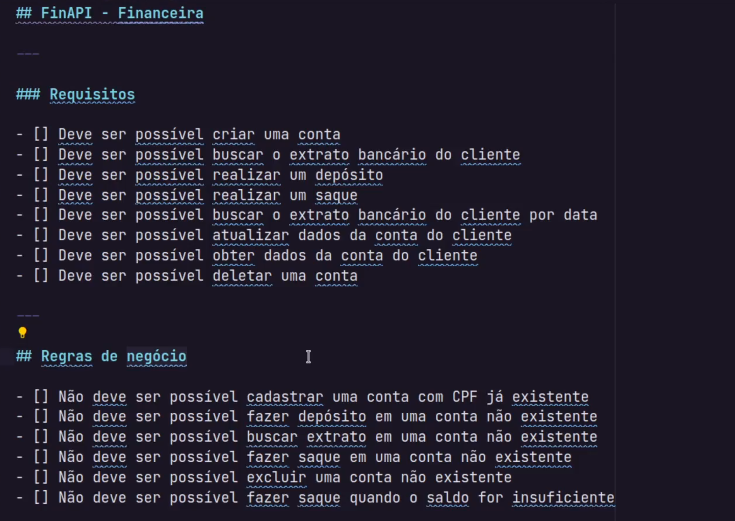 ## FinAPI - Financeira
---
### Requisitos
- [] Deve ser possível criar uma conta
- [] Deve ser possível buscar o extrato bancário do cliente
- [] Deve ser possível realizar um depósito
- [] Deve ser possível realizar um saque
- [] Deve ser possível buscar o extrato bancário do cliente por data
- [] Deve ser possível atualizar dados da conta do cliente
- [] Deve ser possível obter dados da conta do cliente
- [] Deve ser possível deletar uma conta
---
## Regras de negócio
- [] Não deve ser possível cadastrar uma conta com CPF já existente
- [] Não deve ser possível fazer depósito em uma conta não existente
- [] Não deve ser possível buscar extrato em uma conta não existente
- [] Não deve ser possível fazer saque em uma conta não existente
- [] Não deve ser possível excluir uma conta não existente
- [] Não deve ser possível fazer saque quando o saldo for insuficiente